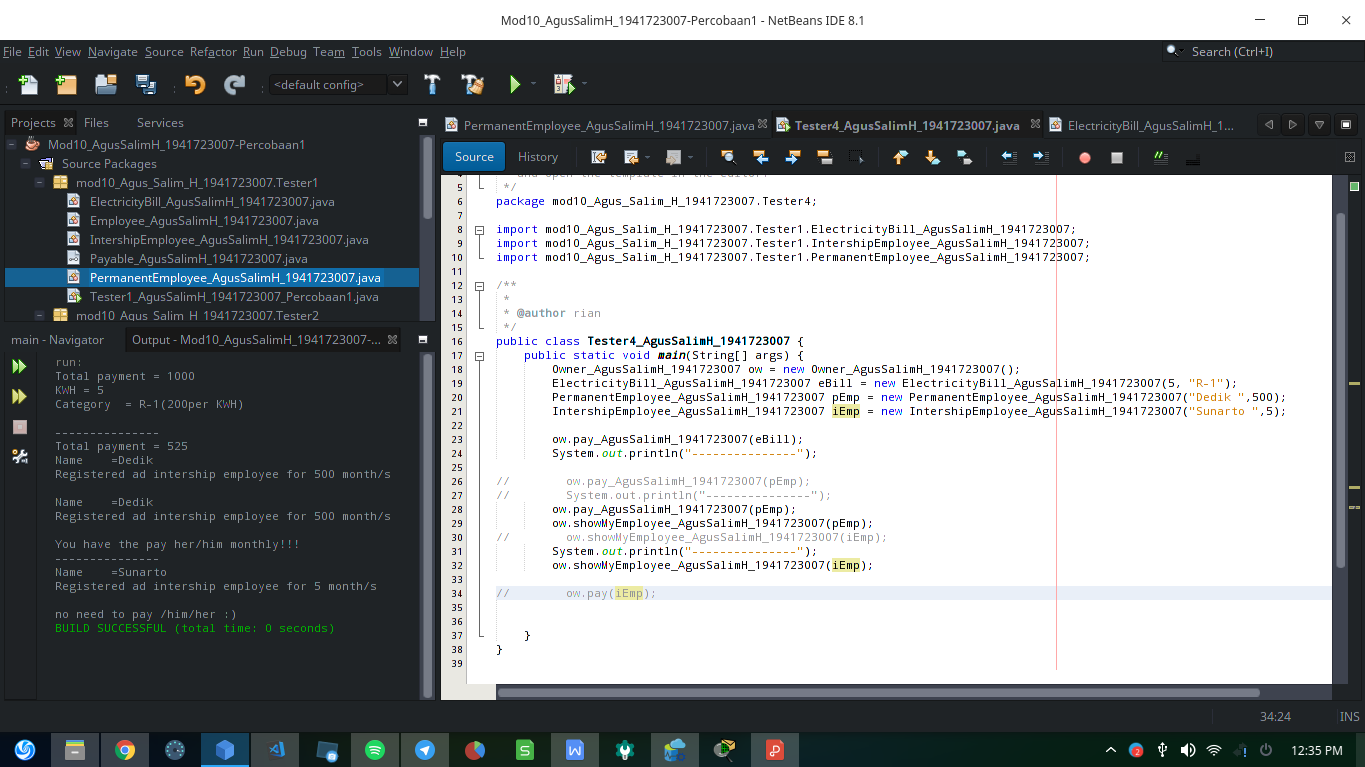 Mod10_AgusSalimH_1941723007-Percobaan1 - NetBeans IDE 8.1
File Edit View Navigate Source Refactor Run Debug Team Tools Window Help
Search (Ctrl+I)
<default config>
Projects Files Services
Mod10_AgusSalimH_1941723007-Percobaan1
Source Packages
mod10_Agus_Salim_H_1941723007.Tester1
ElectricityBill_AgusSalimH_1941723007.java
Employee_AgusSalimH_1941723007.java
IntershipEmployee_AgusSalimH_1941723007.java
Payable_AgusSalimH_1941723007.java
PermanentEmployee_AgusSalimH_1941723007.java
Tester1_AgusSalimH_1941723007_Percobaan1.java
mod10_Agus_Salim_H_1941723007.Tester2
main - Navigator
Output - Mod10_AgusSalimH_1941723007-...
run:
Total payment = 1000
KWH = 5
Category  = R-1(200per KWH)
---------------
Total payment = 525
Name    =Dedik
Registered ad intership employee for 500 month/s
Name    =Dedik
Registered ad intership employee for 500 month/s
You have the pay her/him monthly!!!
---------------
Name    =Sunarto
Registered ad intership employee for 5 month/s
no need to pay /him/her :)
BUILD SUCCESSFUL (total time: 0 seconds)
PermanentEmployee_AgusSalimH_1941723007.java
Tester4_AgusSalimH_1941723007.java
ElectricityBill_AgusSalimH_1...
Source History
4 and open the template in the editor.
5  */
6 package mod10_Agus_Salim_H_1941723007.Tester4;
7
8 import mod10_Agus_Salim_H_1941723007.Tester1.ElectricityBill_AgusSalimH_1941723007;
9 import mod10_Agus_Salim_H_1941723007.Tester1.IntershipEmployee_AgusSalimH_1941723007;
10 import mod10_Agus_Salim_H_1941723007.Tester1.PermanentEmployee_AgusSalimH_1941723007;
11
12 /**
13  *
14  * @author rian
15  */
16 public class Tester4_AgusSalimH_1941723007 {
17     public static void main(String[] args) {
18         Owner_AgusSalimH_1941723007 ow = new Owner_AgusSalimH_1941723007();
19         ElectricityBill_AgusSalimH_1941723007 eBill = new ElectricityBill_AgusSalimH_1941723007(5, "R-1");
20         PermanentEmployee_AgusSalimH_1941723007 pEmp = new PermanentEmployee_AgusSalimH_1941723007("Dedik ",500);
21         IntershipEmployee_AgusSalimH_1941723007 iEmp = new IntershipEmployee_AgusSalimH_1941723007("Sunarto ",5);
22
23         ow.pay_AgusSalimH_1941723007(eBill);
24         System.out.println("---------------");
25
26 //        ow.pay_AgusSalimH_1941723007(pEmp);
27 //        System.out.println("---------------");
28         ow.pay_AgusSalimH_1941723007(pEmp);
29         ow.showMyEmployee_AgusSalimH_1941723007(pEmp);
30 //        ow.showMyEmployee_AgusSalimH_1941723007(iEmp);
31         System.out.println("---------------");
32         ow.showMyEmployee_AgusSalimH_1941723007(iEmp);
33
34 //        ow.pay(iEmp);
35
36
37     }
38 }
39
34:24 INS
12:35 PM